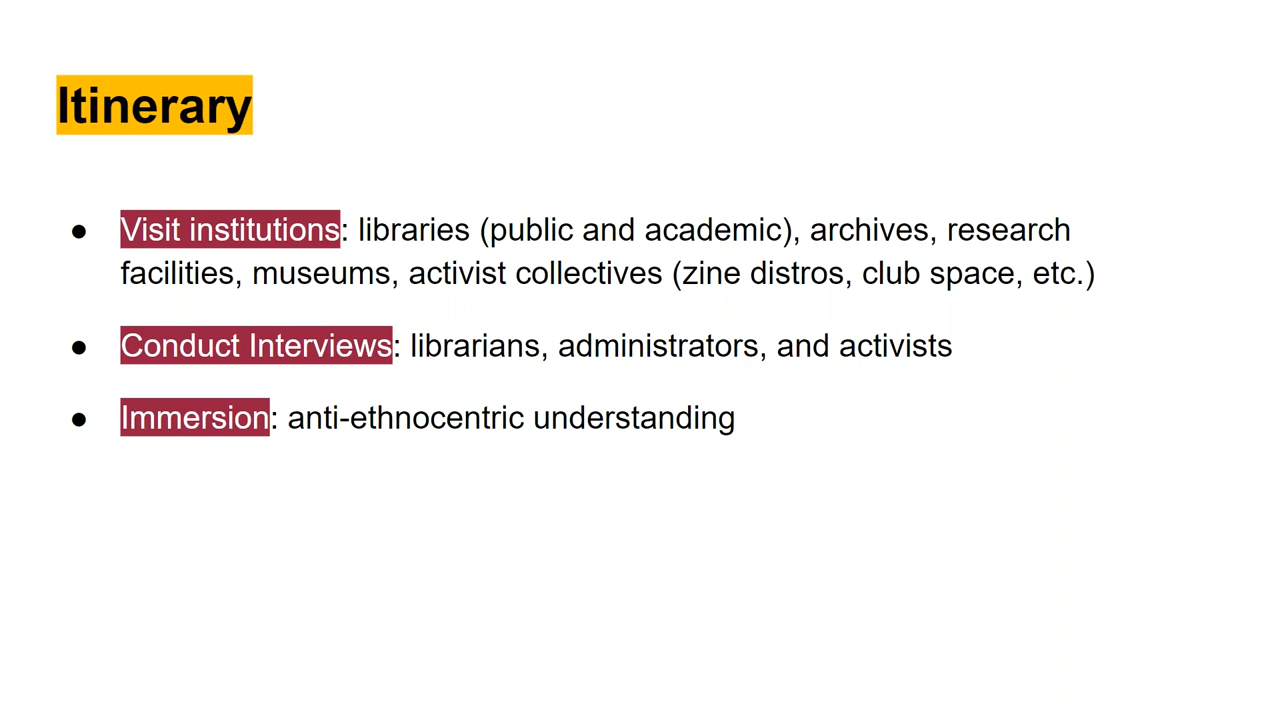 Itinerary
● Visit institutions: libraries (public and academic), archives, research
facilities, museums, activist collectives (zine distros, club space, etc.)
● Conduct Interviews: librarians, administrators, and activists
● Immersion: anti-ethnocentric understanding